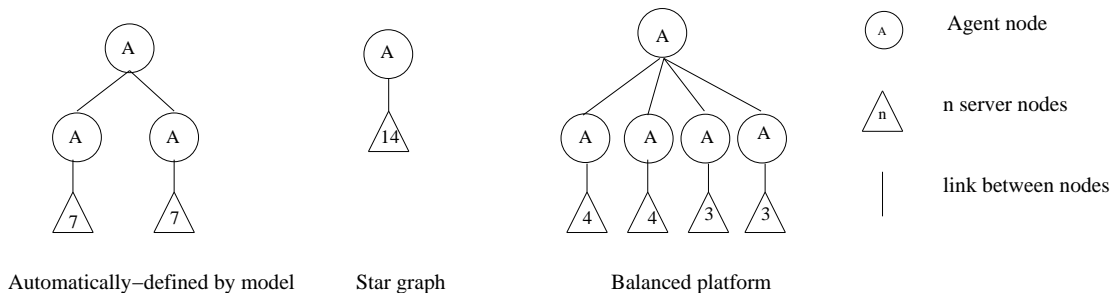 A
A
A
7
7
Automatically–defined by model
A
14
Star graph
A
A
A
A
A
4
4
3
3
Balanced platform
A
Agent node
n
n server nodes
link between nodes